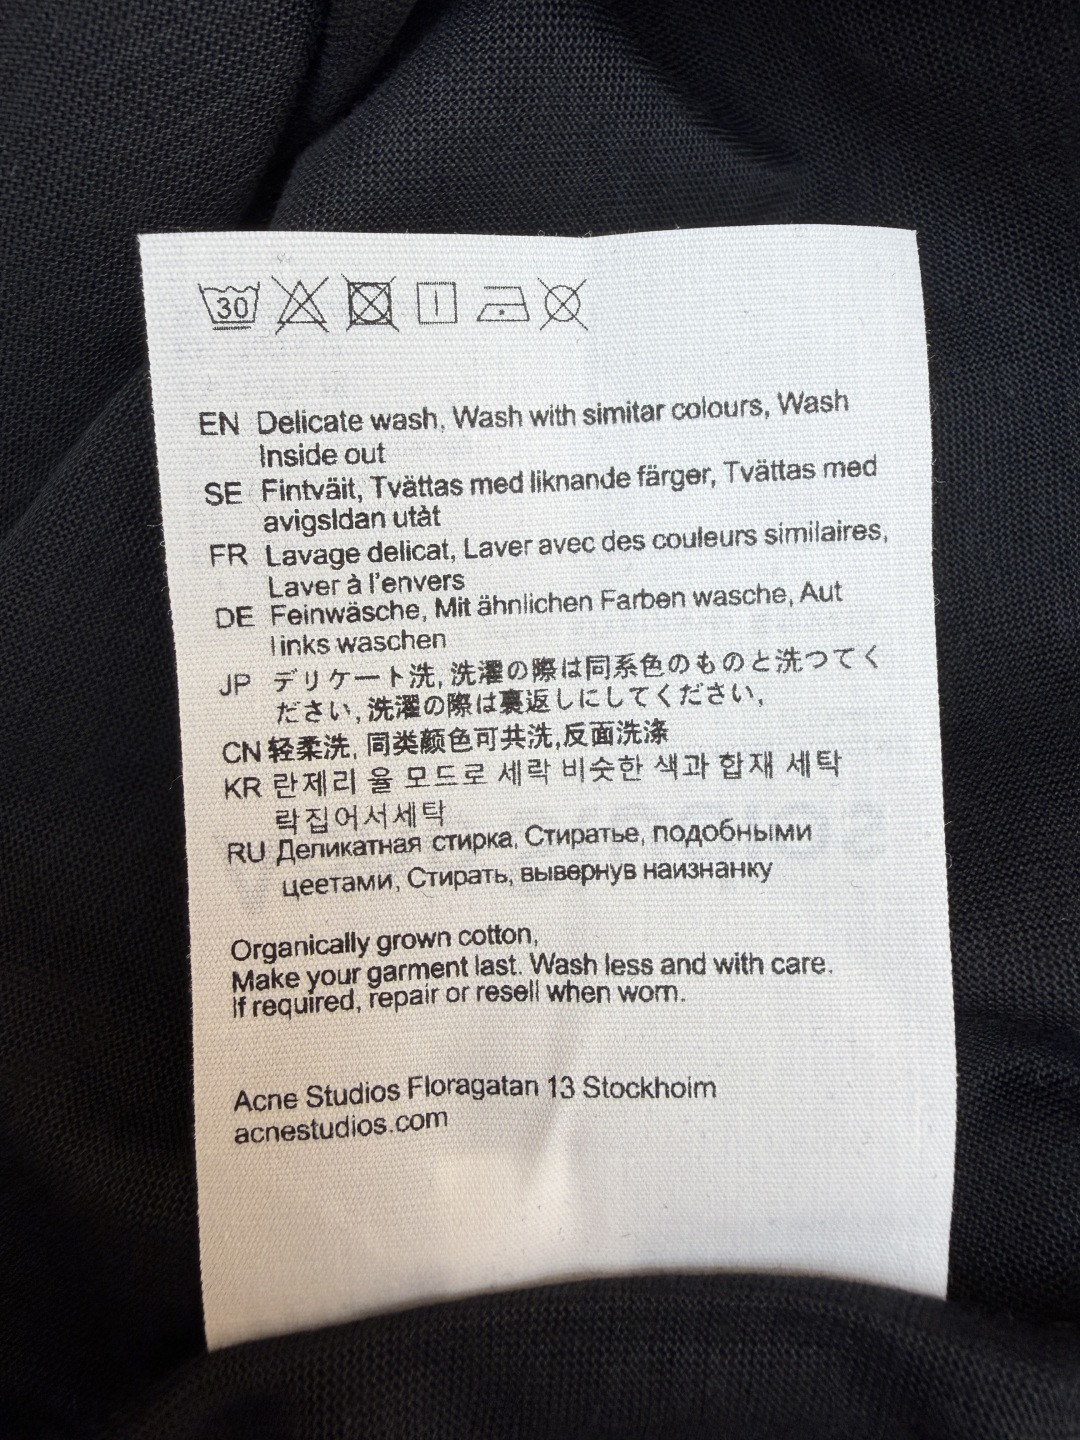 30
EN Delicate wash, Wash with simitar colours, Wash
Inside out
SE Fintväit, Tvättas med liknande färger, Tvättas med
avigsldan utåt
FR Lavage delicat, Laver avec des couleurs similaires,
Laver à l'envers
DE Feinwäsche, Mit ähnlichen Farben wasche, Aut
links waschen
JP デリケート洗, 洗濯の際は同系色のものと洗つてく
ださい, 洗濯の際は裏返しにしてください,
CN 轻柔洗, 同类颜色可共洗,反面洗涤
KR 란제리 율 모드로 세락 비슷한 색과 합재 세탁
락집어서세탁
RU Деликатная стирка, Стиратье, подобными
цеетами, Стирать, вывернув наизнанку
Organically grown cotton,
Make your garment last. Wash less and with care.
If required, repair or resell when worn.
Acne Studios Floragatan 13 Stockhoim
acnestudios.com